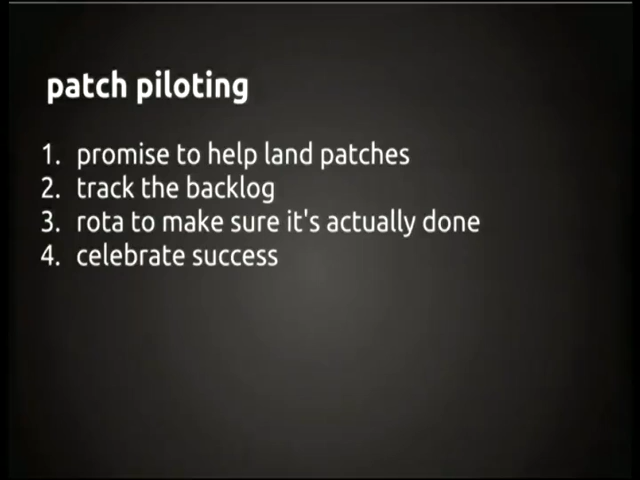 patch piloting
1. promise to help land patches
2. track the backlog
3. rota to make sure it's actually done
4. celebrate success